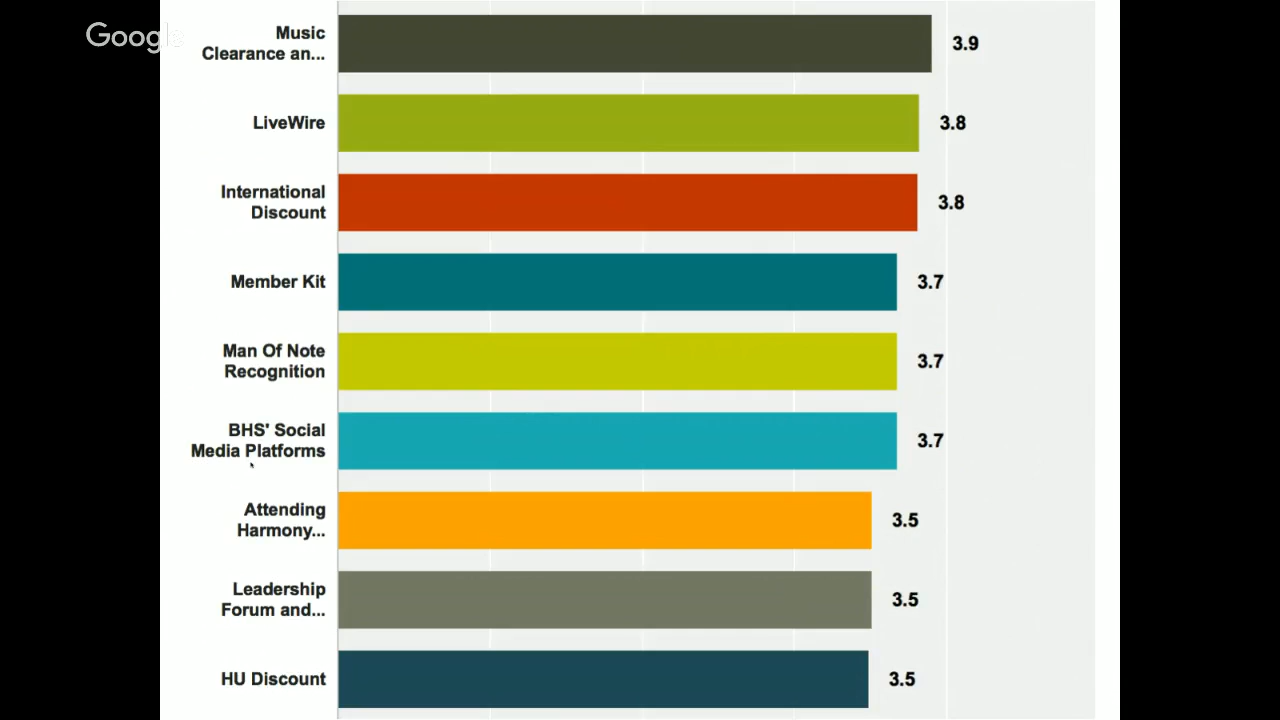 Google
Music
Clearance an...
3.9
LiveWire
3.8
International
Discount
3.8
Member Kit
3.7
Man Of Note
Recognition
3.7
BHS' Social
Media Platforms
3.7
Attending
Harmony...
3.5
Leadership
Forum and...
3.5
HU Discount
3.5